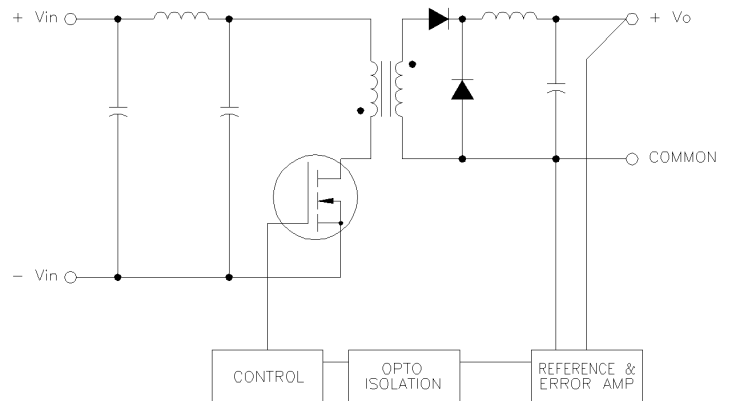 + Vin
+ Vo
COMMON
- Vin
CONTROL
OPTO
ISOLATION
REFERENCE &
ERROR AMP